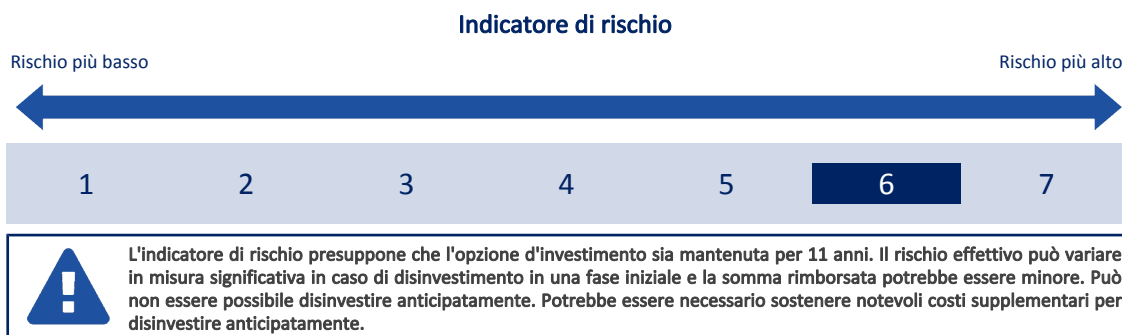 Indicatore di rischio
Rischio più basso
Rischio più alto
1 2 3 4 5 6 7
L'indicatore di rischio presuppone che l'opzione d'investimento sia mantenuta per 11 anni. Il rischio effettivo può variare
in misura significativa in caso di disinvestimento in una fase iniziale e la somma rimborsata potrebbe essere minore. Può
non essere possibile disinvestire anticipatamente. Potrebbe essere necessario sostenere notevoli costi supplementari per
disinvestire anticipatamente.